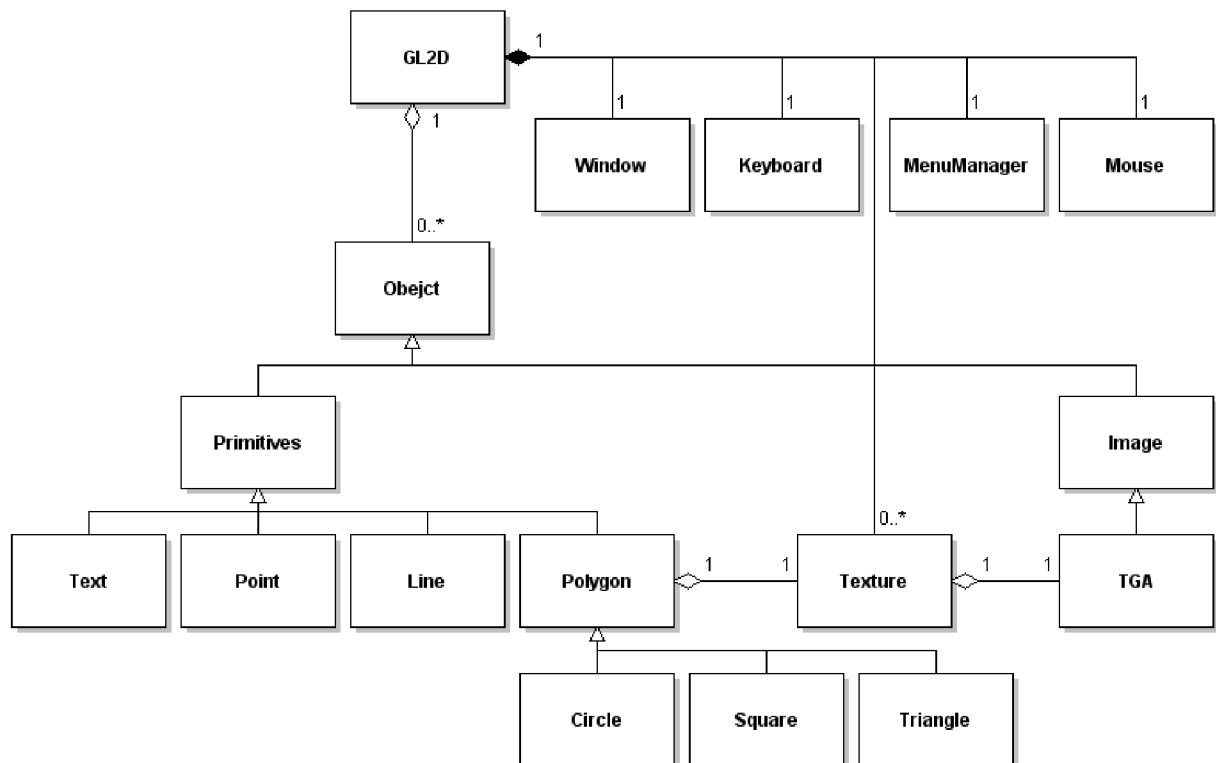 GL2D
1
1
1
1
1
1
Window
Keyboard
MenuManager
Mouse
0..*
Obejct
Primitives
Image
0..*
Text
Point
Line
Polygon
1
1
Texture
1
1
TGA
Circle
Square
Triangle